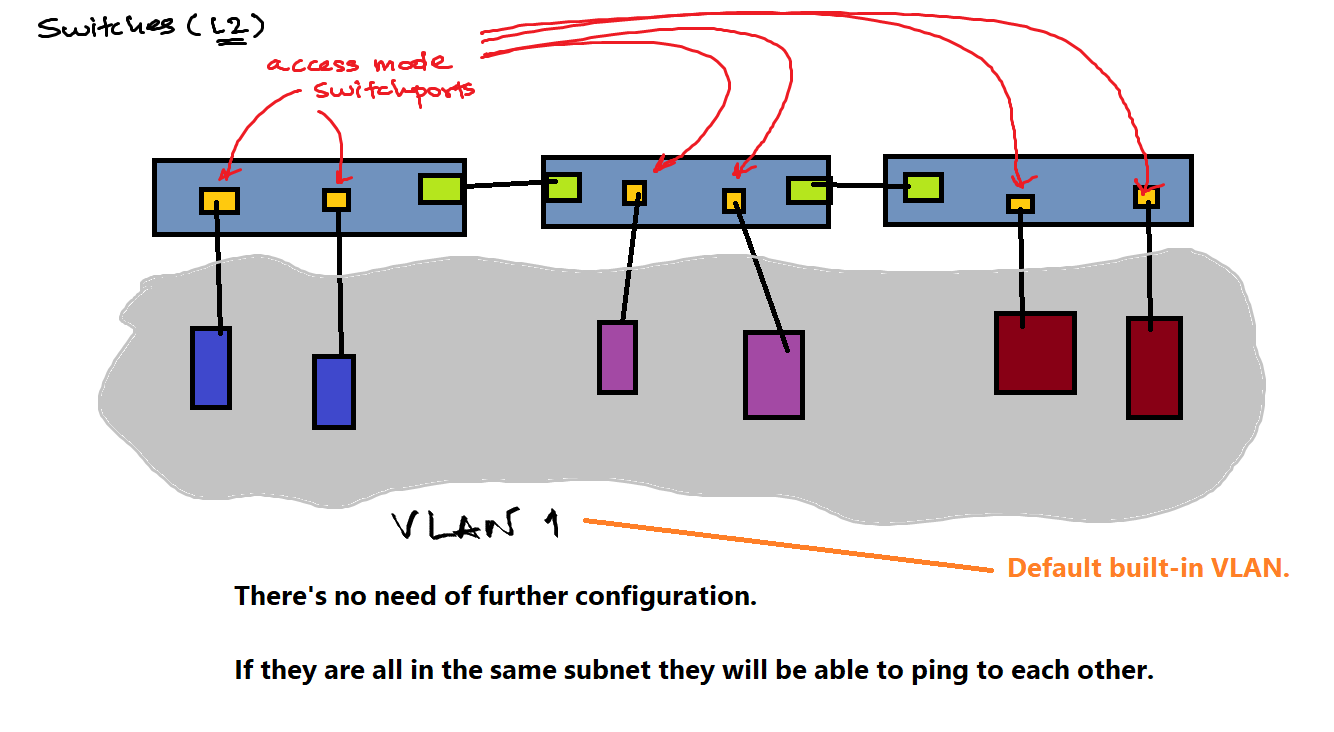 Switches (L2)
access mode
switchports
VLAN 1
Default built-in VLAN.
There's no need of further configuration.
If they are all in the same subnet they will be able to ping to each other.